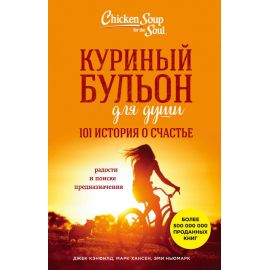 Chicken Soup
for the Soul
КУРИНЫЙ
БУЛЬОН
для души
101 ИСТОРИЯ О СЧАСТЬЕ
радости и поиске
предназначения
БОЛЕЕ
500 000 000
ПРОДАННЫХ
КНИГ
ДЖЕК КЭНФИЛД, МАРК ХАНСЕН, ЭМИ НЬЮМАРК